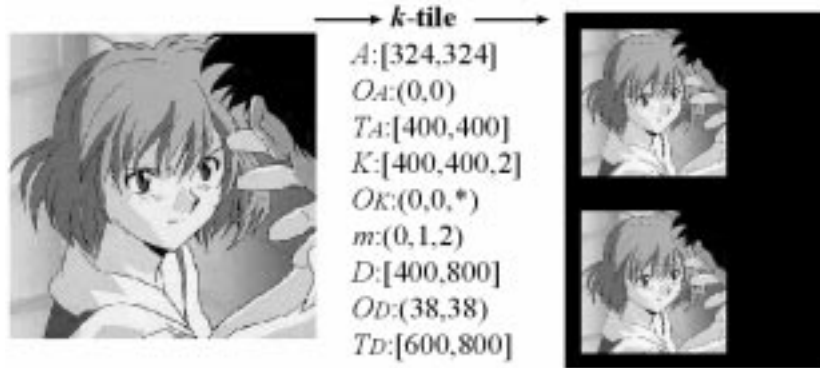 k-tile
A:[324,324]
OA:(0,0)
TA:[400,400]
K:[400,400,2]
OK:(0,0,*)
m:(0,1,2)
D:[400,800]
OD:(38,38)
TD:[600,800]